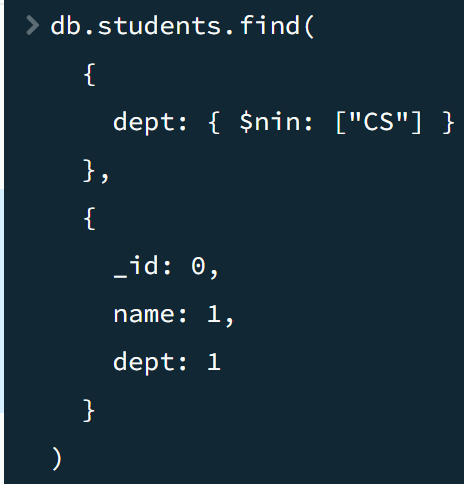 > db.students.find(
{
dept: { $nin: ["CS"] }
},
{
_id: 0,
name: 1,
dept: 1
}
)